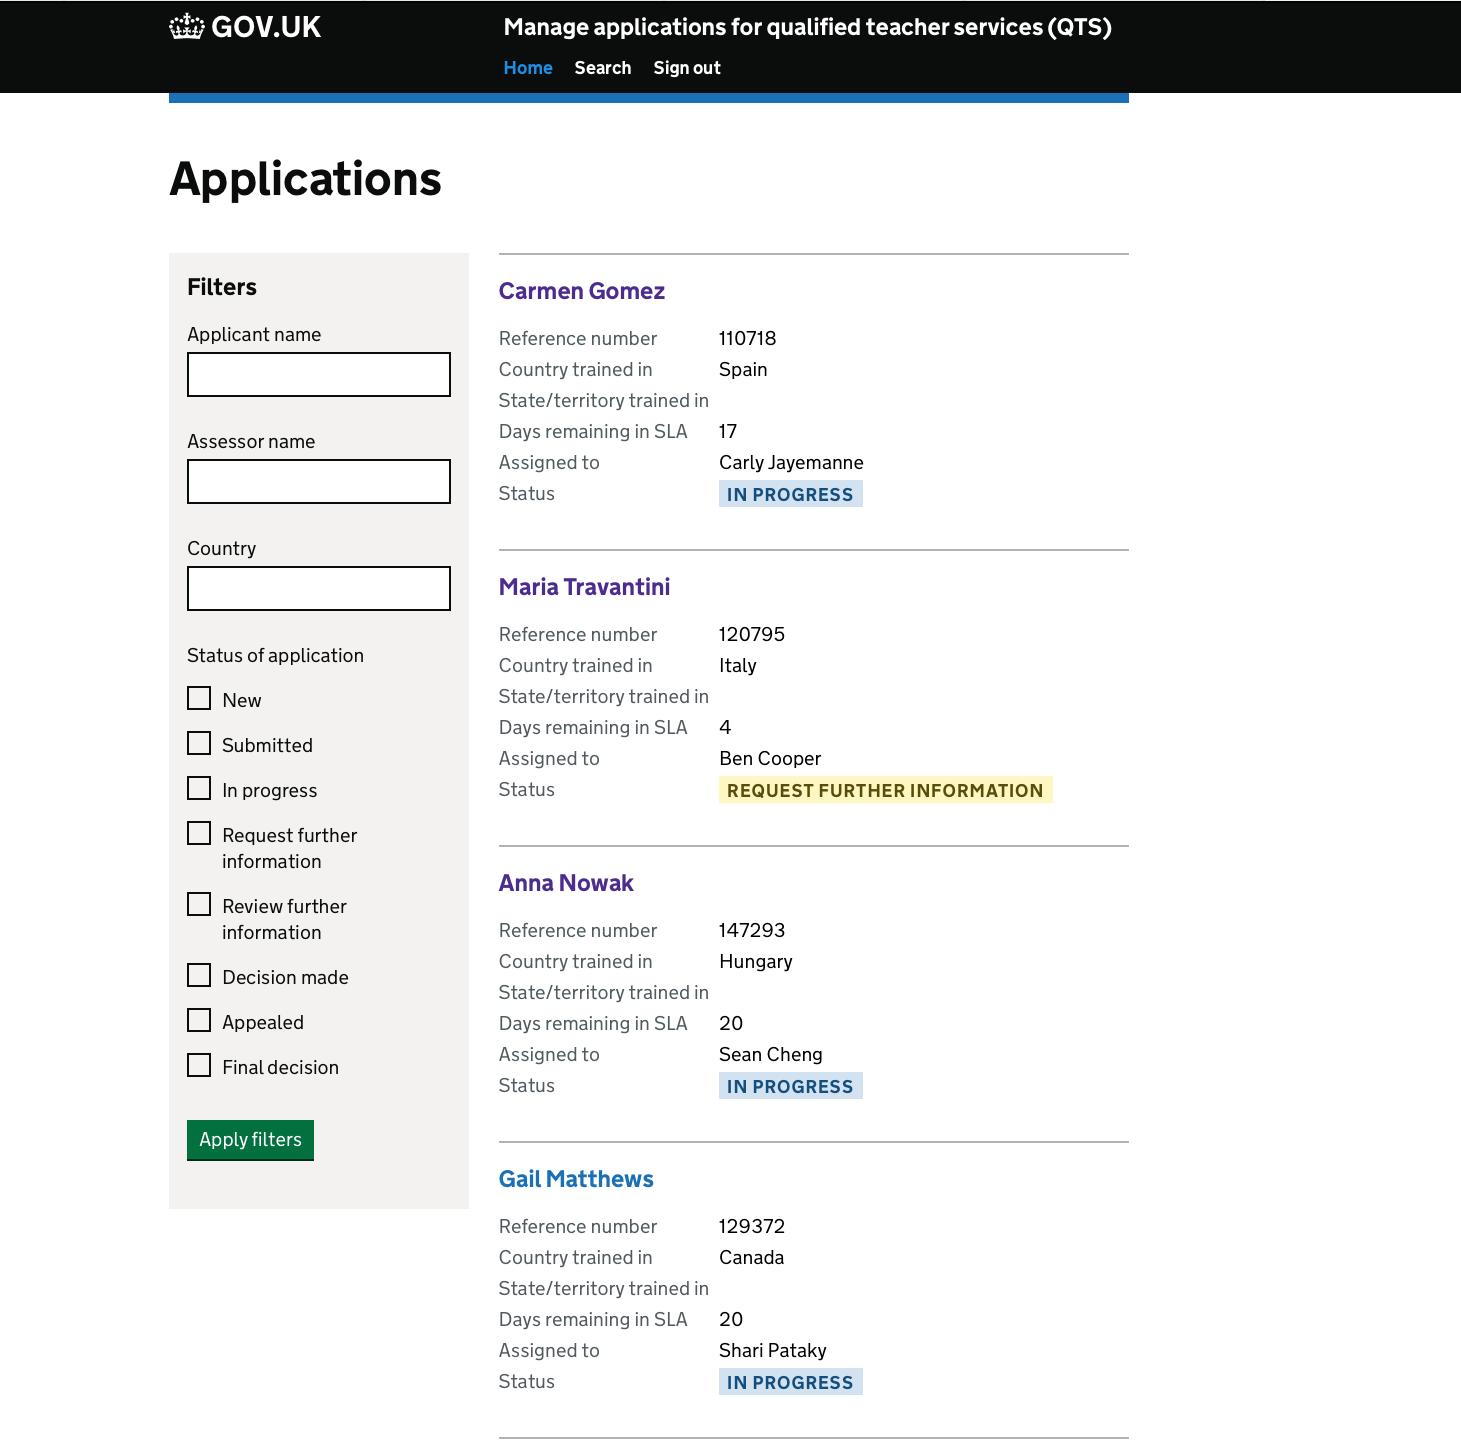 GOV.UK
Manage applications for qualified teacher services (QTS)
Home Search Sign out
Applications
Filters
Applicant name
Assessor name
Country
Status of application
New
Submitted
In progress
Request further
information
Review further
information
Decision made
Appealed
Final decision
Apply filters
Carmen Gomez
Reference number 110718
Country trained in Spain
State/territory trained in
Days remaining in SLA 17
Assigned to Carly Jayemanne
Status IN PROGRESS
Maria Travantini
Reference number 120795
Country trained in Italy
State/territory trained in
Days remaining in SLA 4
Assigned to Ben Cooper
Status REQUEST FURTHER INFORMATION
Anna Nowak
Reference number 147293
Country trained in Hungary
State/territory trained in
Days remaining in SLA 20
Assigned to Sean Cheng
Status IN PROGRESS
Gail Matthews
Reference number 129372
Country trained in Canada
State/territory trained in
Days remaining in SLA 20
Assigned to Shari Pataky
Status IN PROGRESS